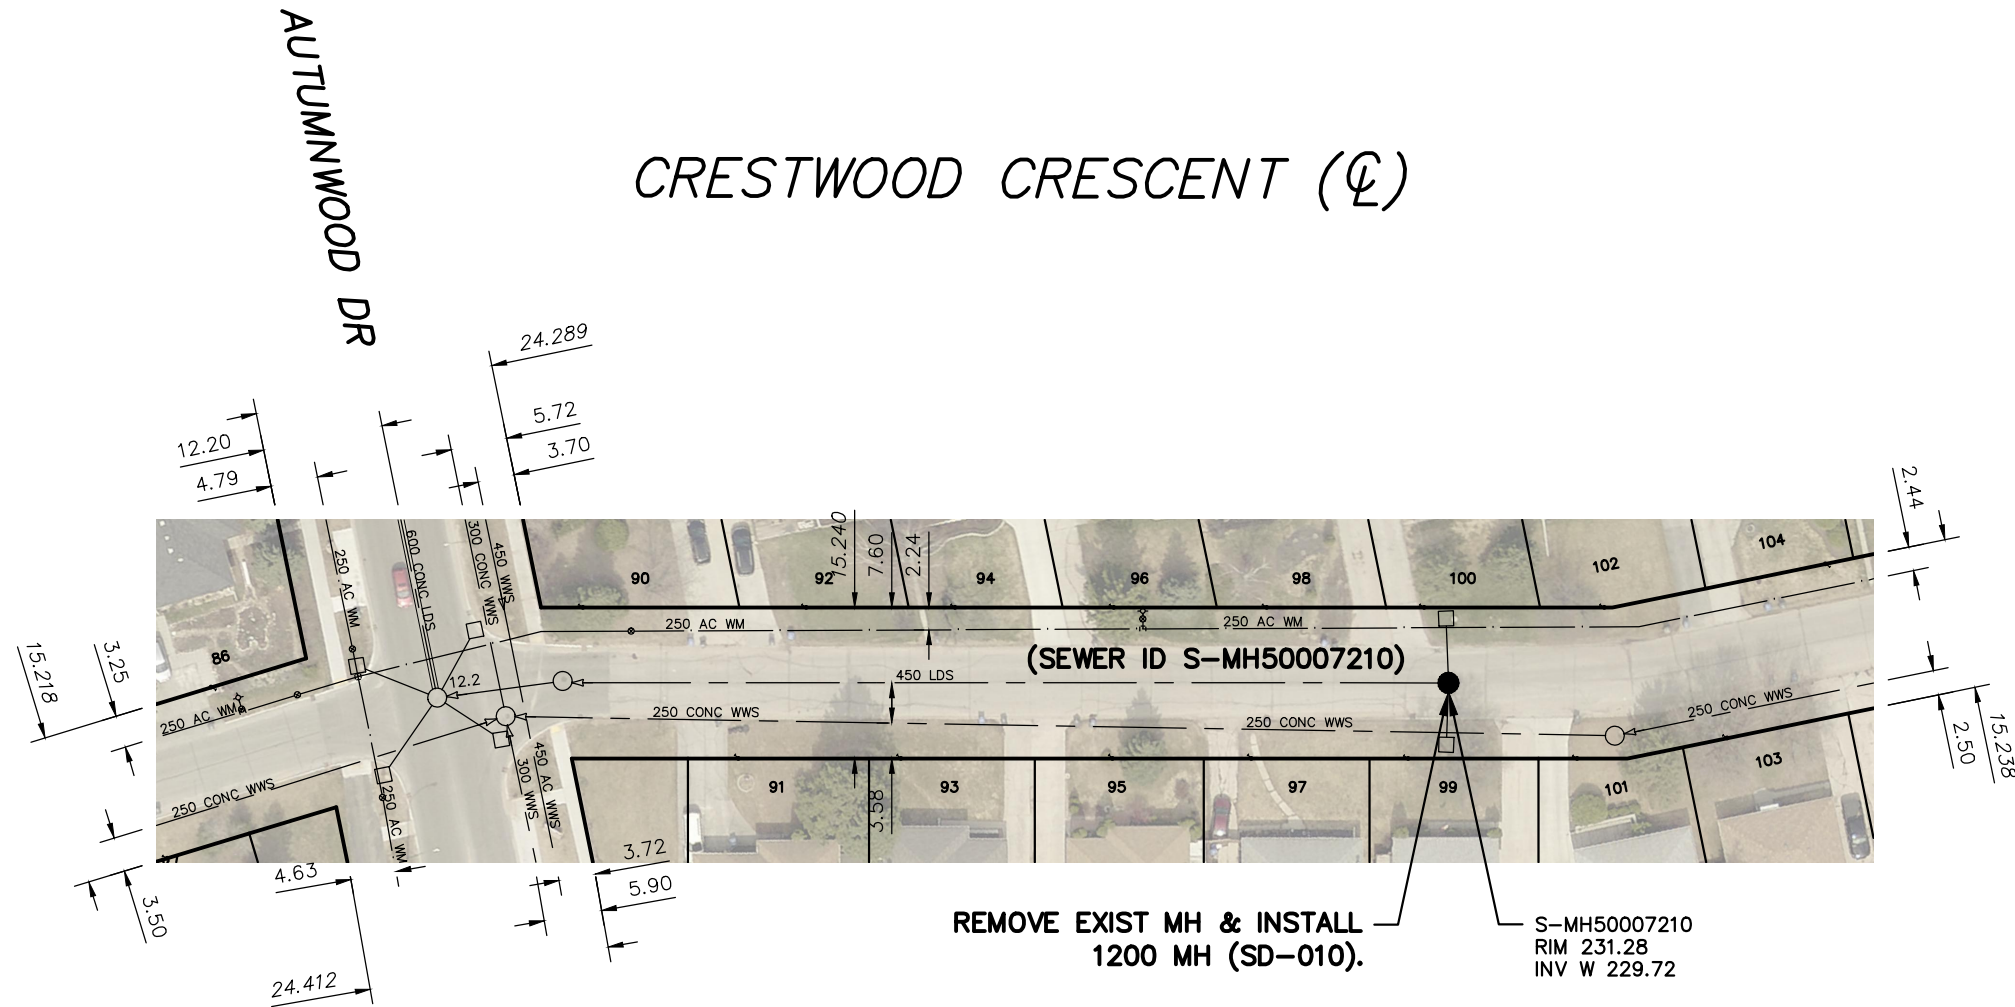 AUTUMNWOOD DR
CRESTWOOD CRESCENT (℄)
24.289
5.72
3.70
12.20
4.79
2.44
15.240
7.60
2.24
250 AC WM
600 CONC LDS
300 CONC WWS
450 WWS
90
92
94
96
98
100
102
104
86
250 AC WM
250 AC WM
(SEWER ID S-MH50007210)
3.25
15.218
12.2
450 LDS
250 AC WM
250 CONC WWS
250 CONC WWS
250 CONC WWS
250 CONC WWS
250 AC WM
300 WWS
450 AC WWS
91
93
95
97
99
101
103
3.58
2.50
15.238
3.72
5.90
4.63
3.50
24.412
REMOVE EXIST MH & INSTALL
1200 MH (SD-010).
S-MH50007210
RIM 231.28
INV W 229.72